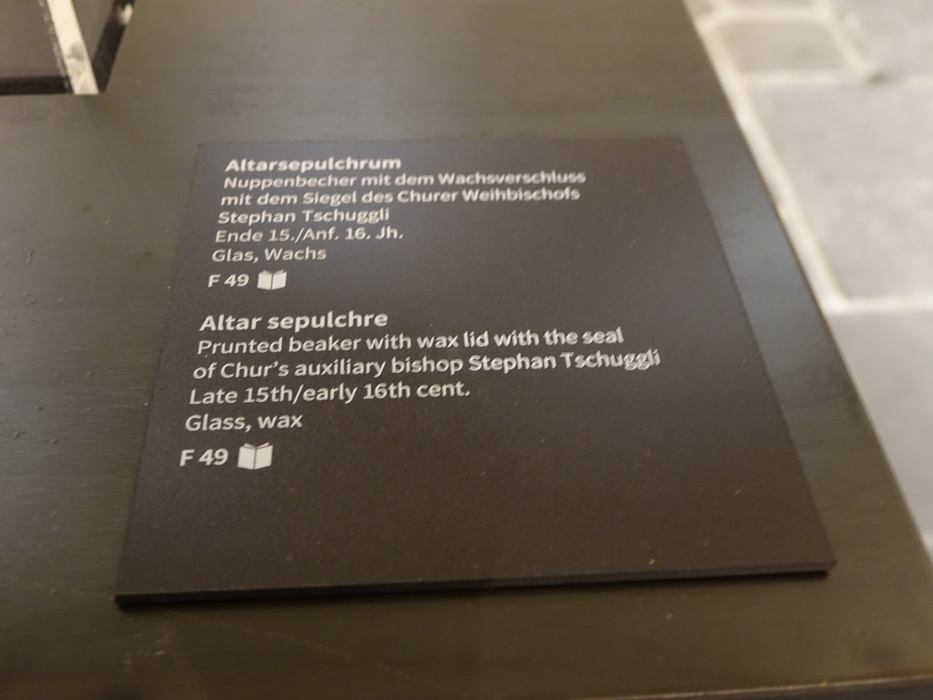 Altarsepulchrum
Nuppenbecher mit dem Wachsverschluss
mit dem Siegel des Churer Weihbischofs
Stephan Tschuggli
Ende 15./Anf. 16. Jh.
Glas, Wachs
F 49
Altar sepulchre
Prunted beaker with wax lid with the seal
of Chur's auxiliary bishop Stephan Tschuggli
Late 15th/early 16th cent.
Glass, wax
F 49